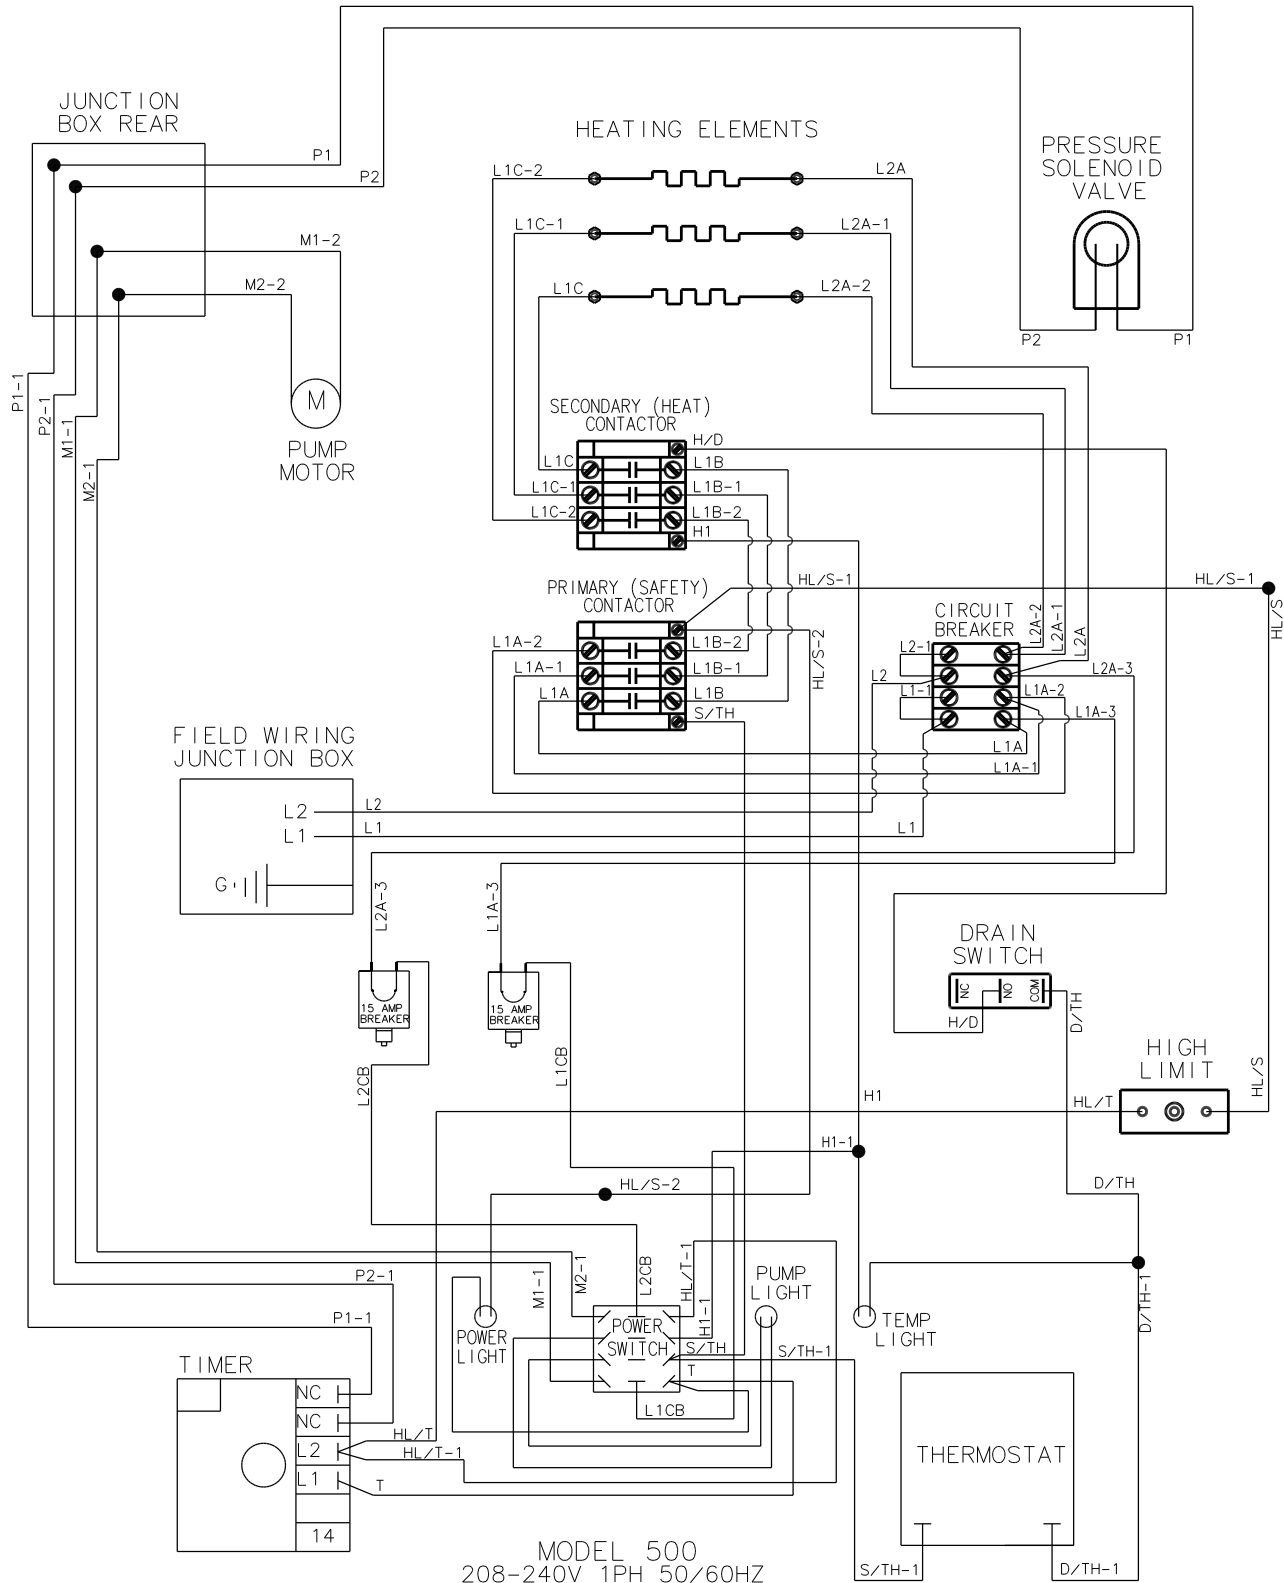 JUNCTION
BOX REAR
P1
P2
M1-2
M2-2
P1-1
P2-1
M1-1
M2-1
M
PUMP
MOTOR
HEATING ELEMENTS
L1C-2
L2A
L1C-1
L2A-1
L1C
L2A-2
PRESSURE
SOLENOID
VALVE
P2
P1
SECONDARY (HEAT)
CONTACTOR
H/D
L1C
L1B
L1C-1
L1B-1
L1C-2
L1B-2
H1
PRIMARY (SAFETY)
CONTACTOR
HL/S-1
HL/S-1
HL/S
L1A-2
L1B-2
L1A-1
L1B-1
L1A
L1B
S/TH
HL/S-2
CIRCUIT
BREAKER
L2A-2
L2A-1
L2A
L2-1
L2
L2A-3
L1-1
L1A-2
L1A-3
L1A
L1A-1
FIELD WIRING
JUNCTION BOX
L2
L2
L1
L1
L1
G
L2A-3
L1A-3
15 AMP
BREAKER
15 AMP
BREAKER
L2CB
L1CB
DRAIN
SWITCH
NC
NO
COM
H/D
D/TH
HIGH
LIMIT
HL/T
HL/S
H1
H1-1
HL/S-2
D/TH
M1-1
M2-1
L2CB
HL/T-1
H1-1
PUMP
LIGHT
D/TH-1
P2-1
P1-1
POWER
LIGHT
POWER
SWITCH
S/TH
S/TH-1
T
L1CB
TEMP
LIGHT
TIMER
NC
NC
L2
L1
14
HL/T
HL/T-1
T
THERMOSTAT
S/TH-1
D/TH-1
MODEL 500
208-240V 1PH 50/60HZ